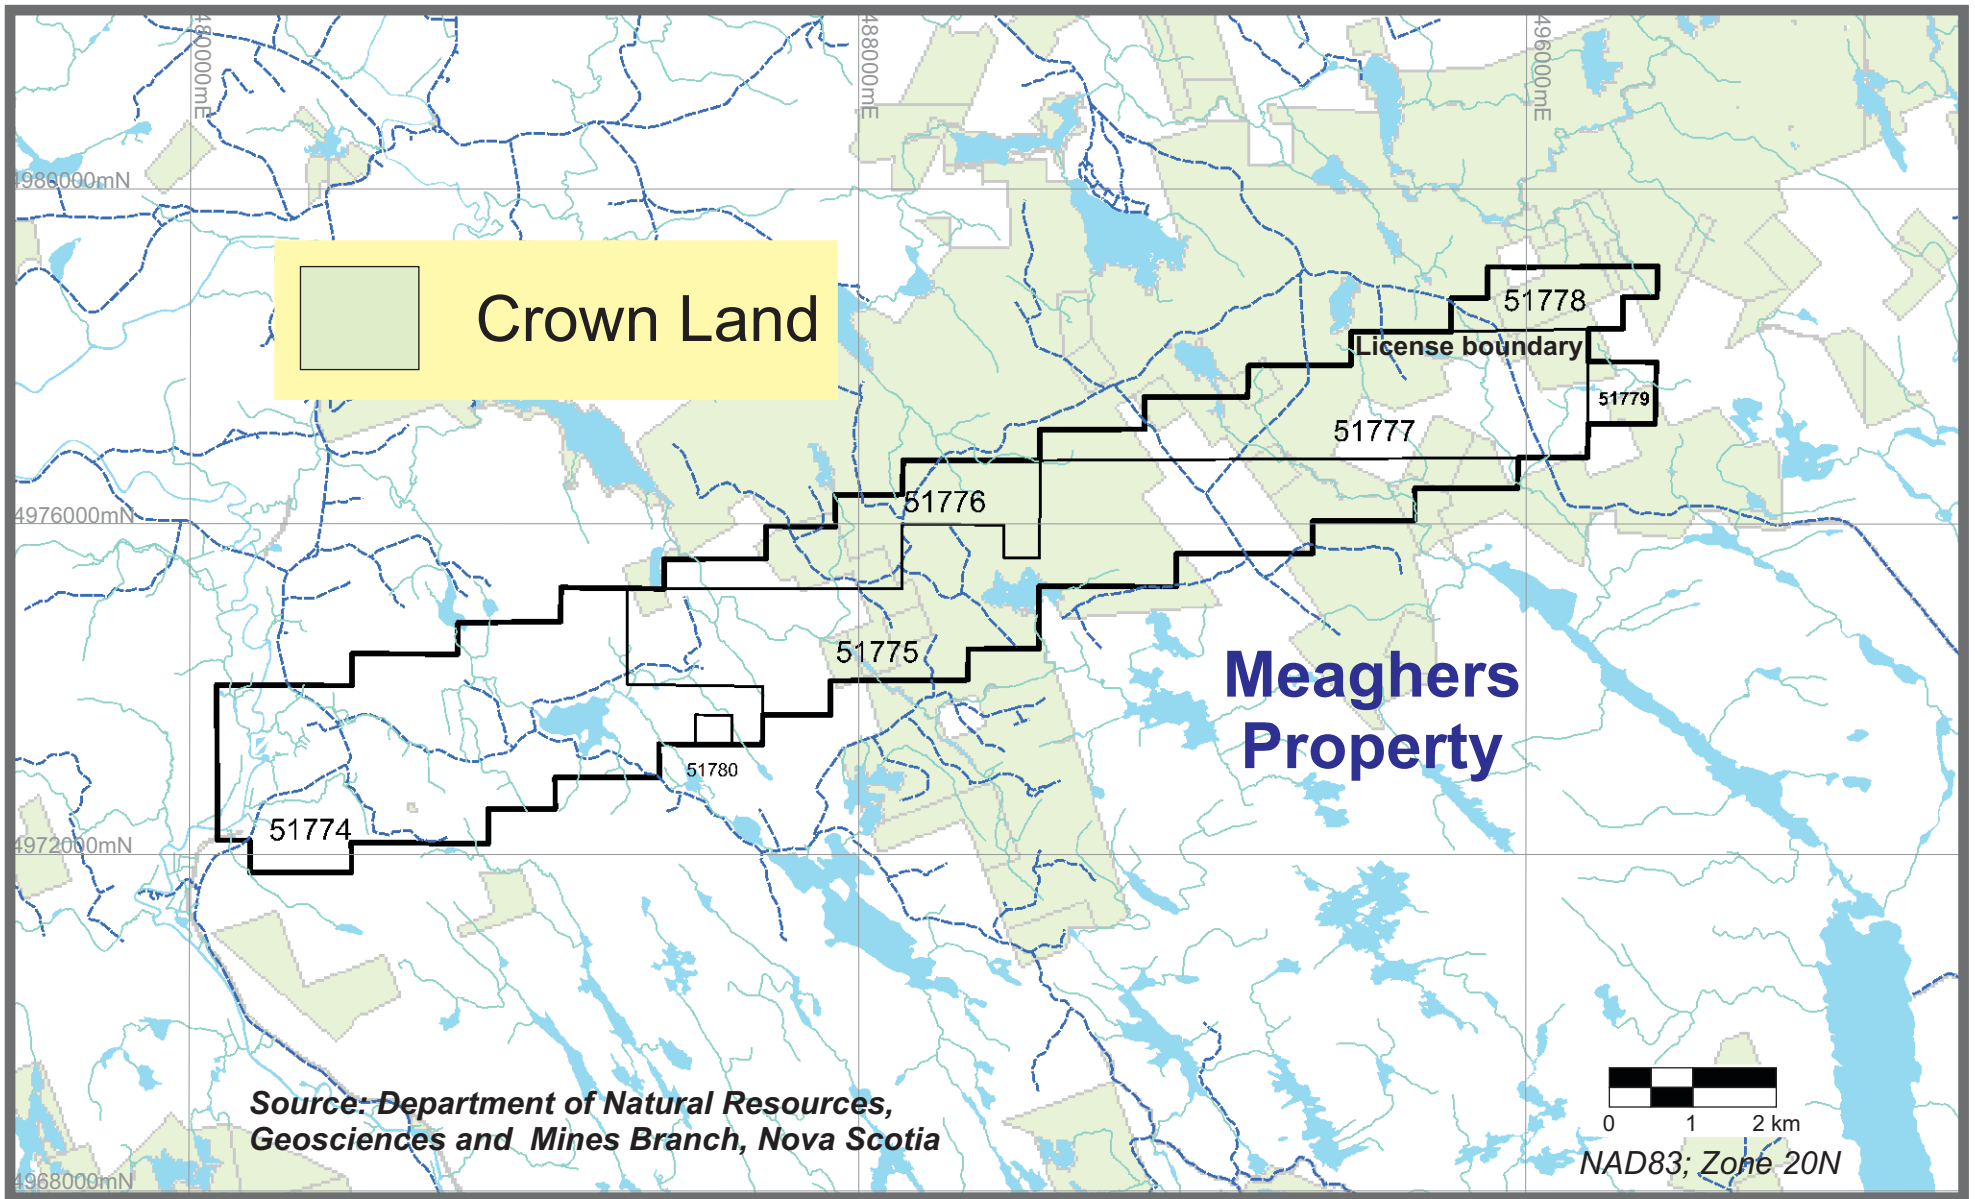 480000mE
488000mE
496000mE
4980000mN
Crown Land
51778
License boundary
51779
51777
51776
4976000mN
51775
Meaghers
Property
51780
51774
4972000mN
Source: Department of Natural Resources,
Geosciences and Mines Branch, Nova Scotia
0 1 2 km
NAD83; Zone 20N
4968000mN